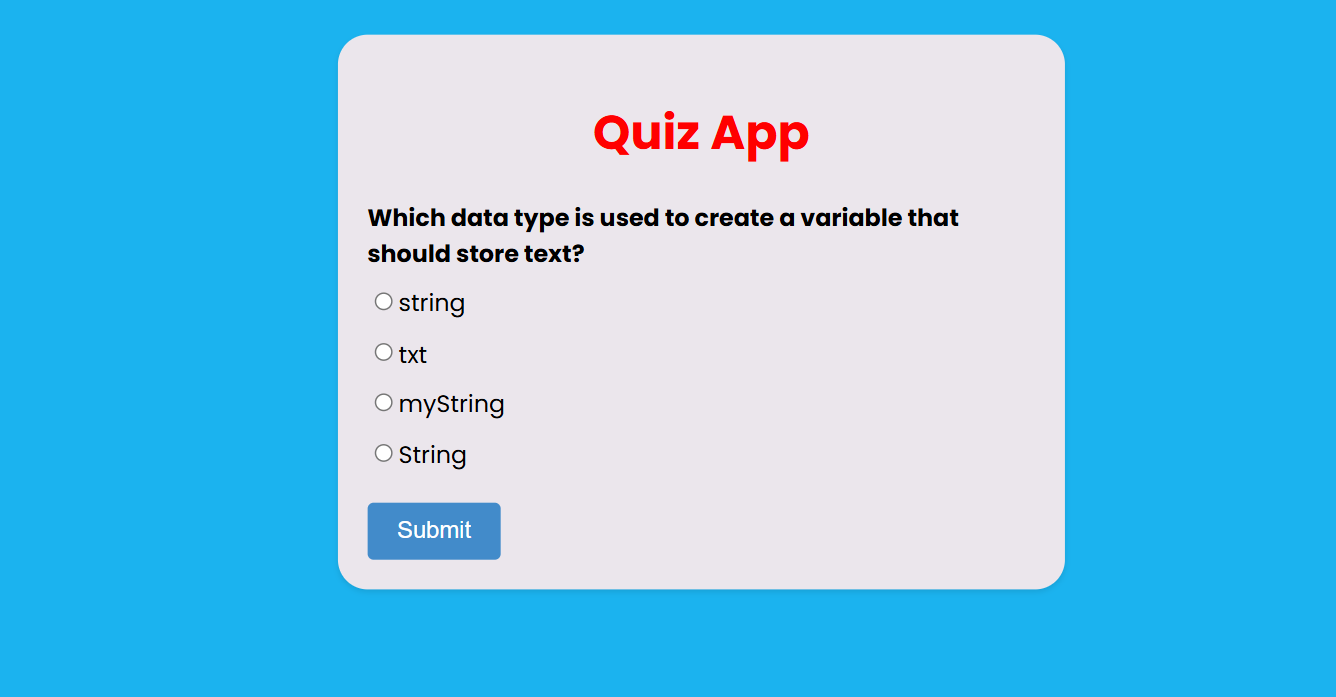 Quiz App
Which data type is used to create a variable that
should store text?
string
txt
myString
String
Submit